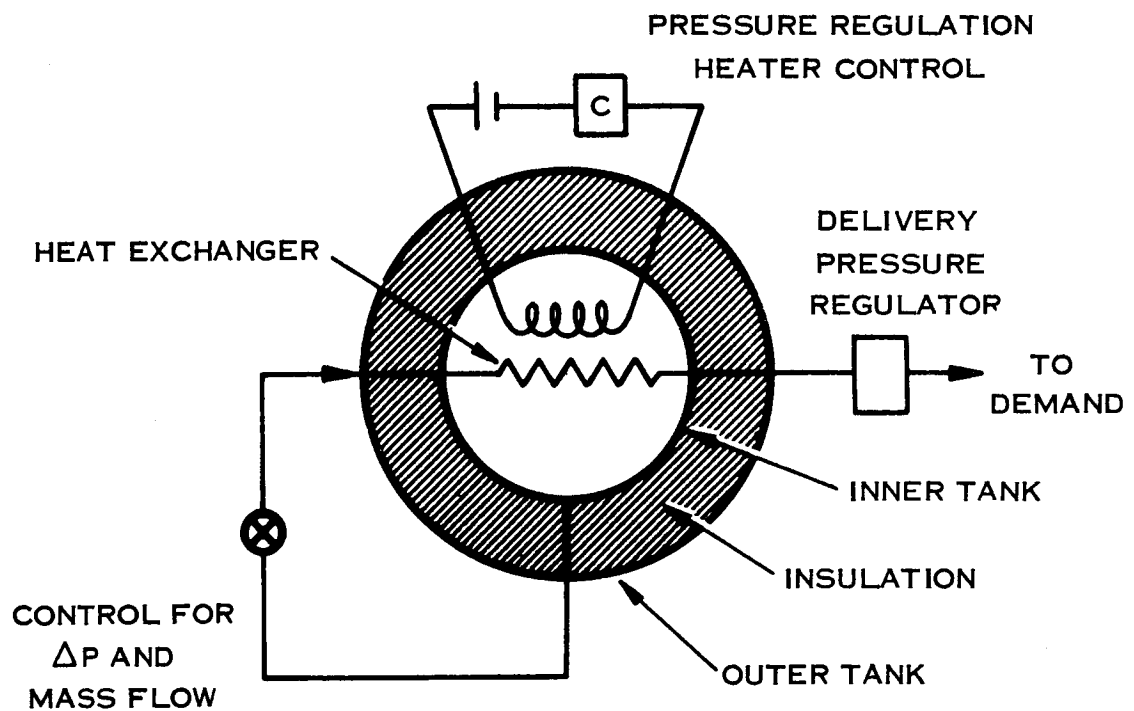 PRESSURE REGULATION
HEATER CONTROL
C
HEAT EXCHANGER
DELIVERY
PRESSURE
REGULATOR
TO
DEMAND
INNER TANK
INSULATION
OUTER TANK
CONTROL FOR
ΔP AND
MASS FLOW